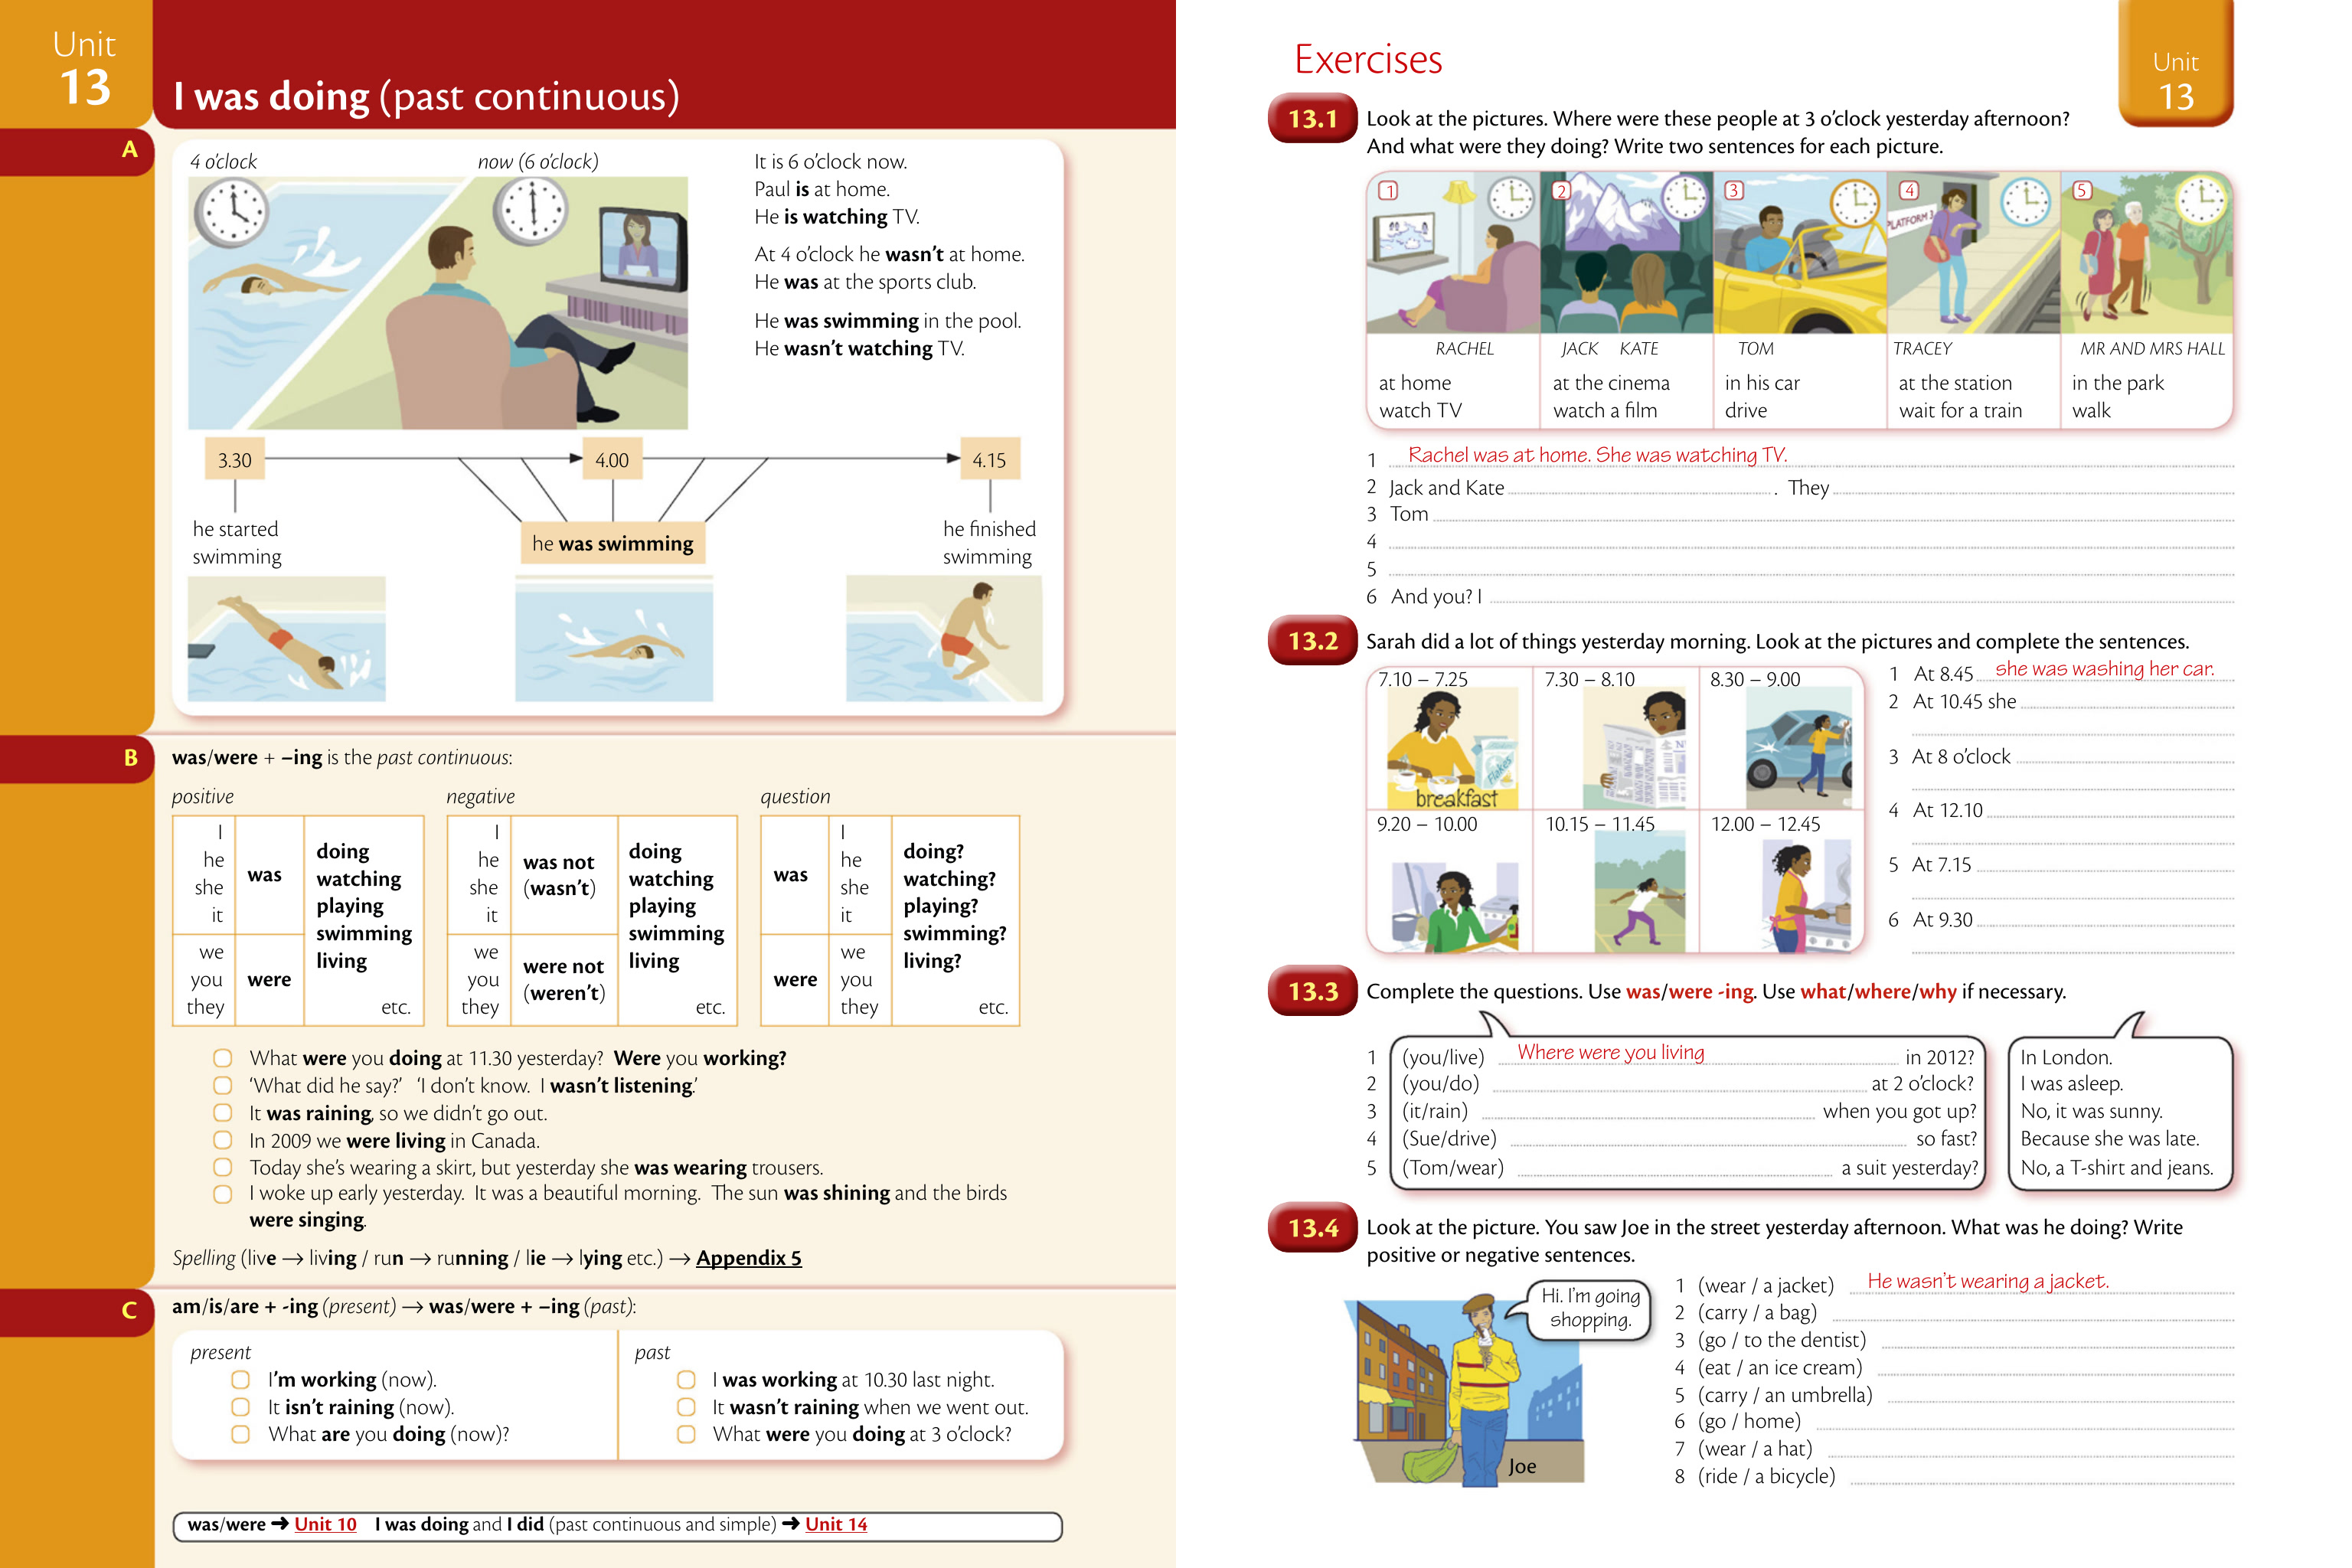 Unit
13
I was doing (past continuous)
A
4 o'clock
now (6 o'clock)
It is 6 o'clock now.
Paul is at home.
He is watching TV.
At 4 o'clock he wasn't at home.
He was at the sports club.
He was swimming in the pool.
He wasn't watching TV.
3.30
4.00
4.15
he started
swimming
he was swimming
he finished
swimming
B
was/were + –ing is the past continuous:
positive
I
he
she
it
was
we
you
they
were
doing
watching
playing
swimming
living
etc.
negative
I
he
she
it
was not
(wasn't)
we
you
they
were not
(weren't)
doing
watching
playing
swimming
living
etc.
question
was
I
he
she
it
were
we
you
they
doing?
watching?
playing?
swimming?
living?
etc.
What were you doing at 11.30 yesterday? Were you working?
'What did he say?' 'I don't know. I wasn't listening.'
It was raining, so we didn't go out.
In 2009 we were living in Canada.
Today she's wearing a skirt, but yesterday she was wearing trousers.
I woke up early yesterday. It was a beautiful morning. The sun was shining and the birds
were singing.
Spelling (live → living / run → running / lie → lying etc.) → Appendix 5
C
am/is/are + -ing (present) → was/were + –ing (past):
present
I'm working (now).
It isn't raining (now).
What are you doing (now)?
past
I was working at 10.30 last night.
It wasn't raining when we went out.
What were you doing at 3 o'clock?
was/were → Unit 10 I was doing and I did (past continuous and simple) → Unit 14
Exercises
Unit
13
13.1 Look at the pictures. Where were these people at 3 o'clock yesterday afternoon?
And what were they doing? Write two sentences for each picture.
1
2
3
4
5
PLATFORM 3
RACHEL
JACK KATE
TOM
TRACEY
MR AND MRS HALL
at home
watch TV
at the cinema
watch a film
in his car
drive
at the station
wait for a train
in the park
walk
1 Rachel was at home. She was watching TV.
2 Jack and Kate . They
3 Tom
4
5
6 And you? I
13.2 Sarah did a lot of things yesterday morning. Look at the pictures and complete the sentences.
7.10 – 7.25
7.30 – 8.10
8.30 – 9.00
Flakes
breakfast
9.20 – 10.00
10.15 – 11.45
12.00 – 12.45
1 At 8.45 she was washing her car.
2 At 10.45 she
3 At 8 o'clock
4 At 12.10
5 At 7.15
6 At 9.30
13.3 Complete the questions. Use was/were -ing. Use what/where/why if necessary.
1 (you/live) Where were you living in 2012?
2 (you/do) at 2 o'clock?
3 (it/rain) when you got up?
4 (Sue/drive) so fast?
5 (Tom/wear) a suit yesterday?
In London.
I was asleep.
No, it was sunny.
Because she was late.
No, a T-shirt and jeans.
13.4 Look at the picture. You saw Joe in the street yesterday afternoon. What was he doing? Write
positive or negative sentences.
Hi. I'm going
shopping.
Joe
1 (wear / a jacket) He wasn't wearing a jacket.
2 (carry / a bag)
3 (go / to the dentist)
4 (eat / an ice cream)
5 (carry / an umbrella)
6 (go / home)
7 (wear / a hat)
8 (ride / a bicycle)